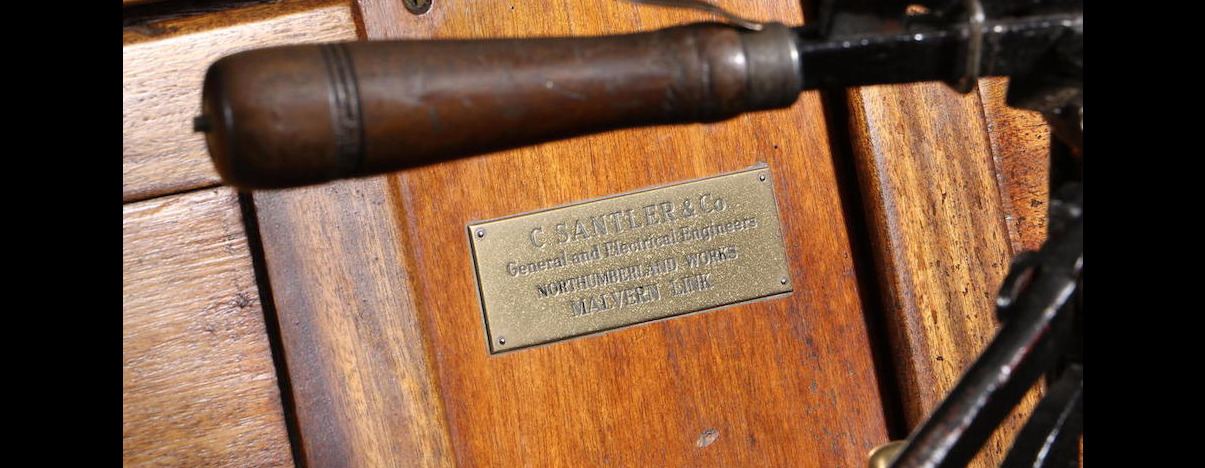 C SANTLER & Co
General and Electrical Engineers
NORTHUMBERLAND WORKS
MALVERN LINK